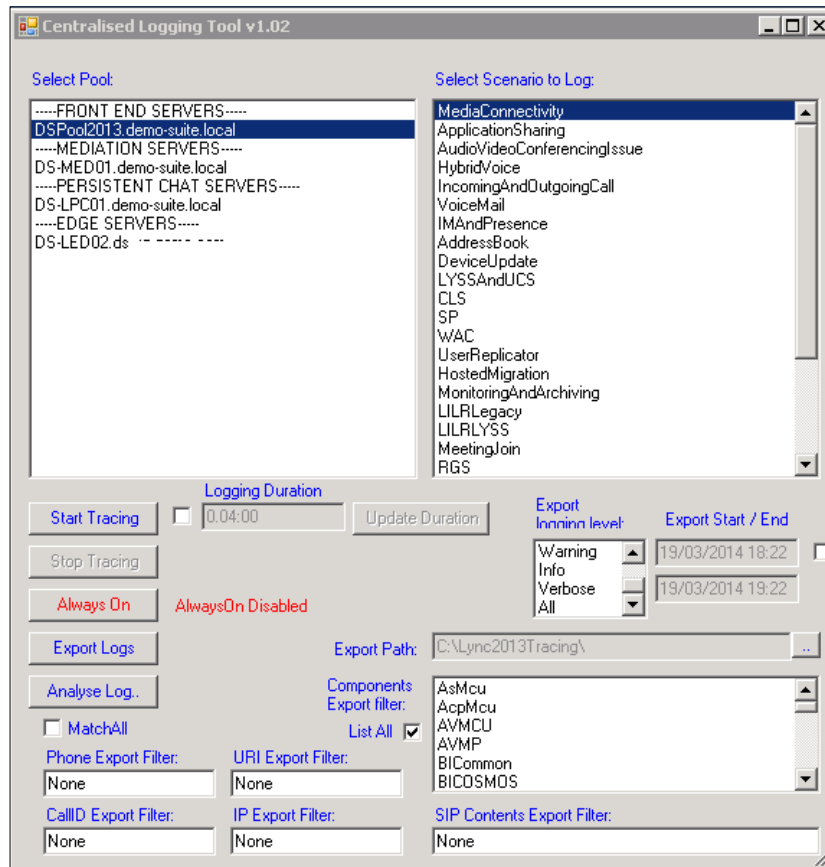 Centralised Logging Tool v1.02
Select Pool:
-----FRONT END SERVERS-----
DSPool2013.demo-suite.local
-----MEDIATION SERVERS-----
DS-MED01.demo-suite.local
-----PERSISTENT CHAT SERVERS-----
DS-LPC01.demo-suite.local
-----EDGE SERVERS-----
DS-LED02.ds
Select Scenario to Log:
MediaConnectivity
ApplicationSharing
AudioVideoConferencingIssue
HybridVoice
IncomingAndOutgoingCall
VoiceMail
IMAndPresence
AddressBook
DeviceUpdate
LYSSAndUCS
CLS
SP
WAC
UserReplicator
HostedMigration
MonitoringAndArchiving
LILRLegacy
LILRLYSS
MeetingJoin
RGS
Start Tracing
Logging Duration
0.04:00
Update Duration
Export
logging level:
Export Start / End
Stop Tracing
Warning
Info
Verbose
All
19/03/2014 18:22
19/03/2014 19:22
Always On
AlwaysOn Disabled
Export Logs
Export Path:
C:\Lync2013Tracing\
..
Analyse Log..
Components
Export filter:
List All
AsMcu
AcpMcu
AVMCU
AVMP
BICommon
BICOSMOS
MatchAll
Phone Export Filter:
None
URI Export Filter:
None
CallID Export Filter:
None
IP Export Filter:
None
SIP Contents Export Filter:
None